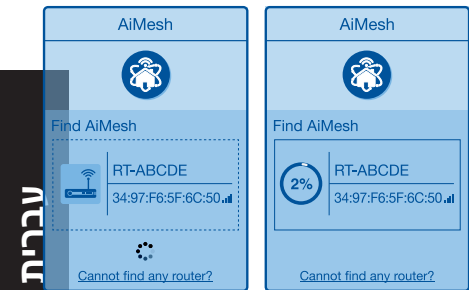 AiMesh
Find AiMesh
RT-ABCDE
34:97:F6:5F:6C:50
Cannot find any router?
AiMesh
Find AiMesh
2%
RT-ABCDE
34:97:F6:5F:6C:50
Cannot find any router?
עברית